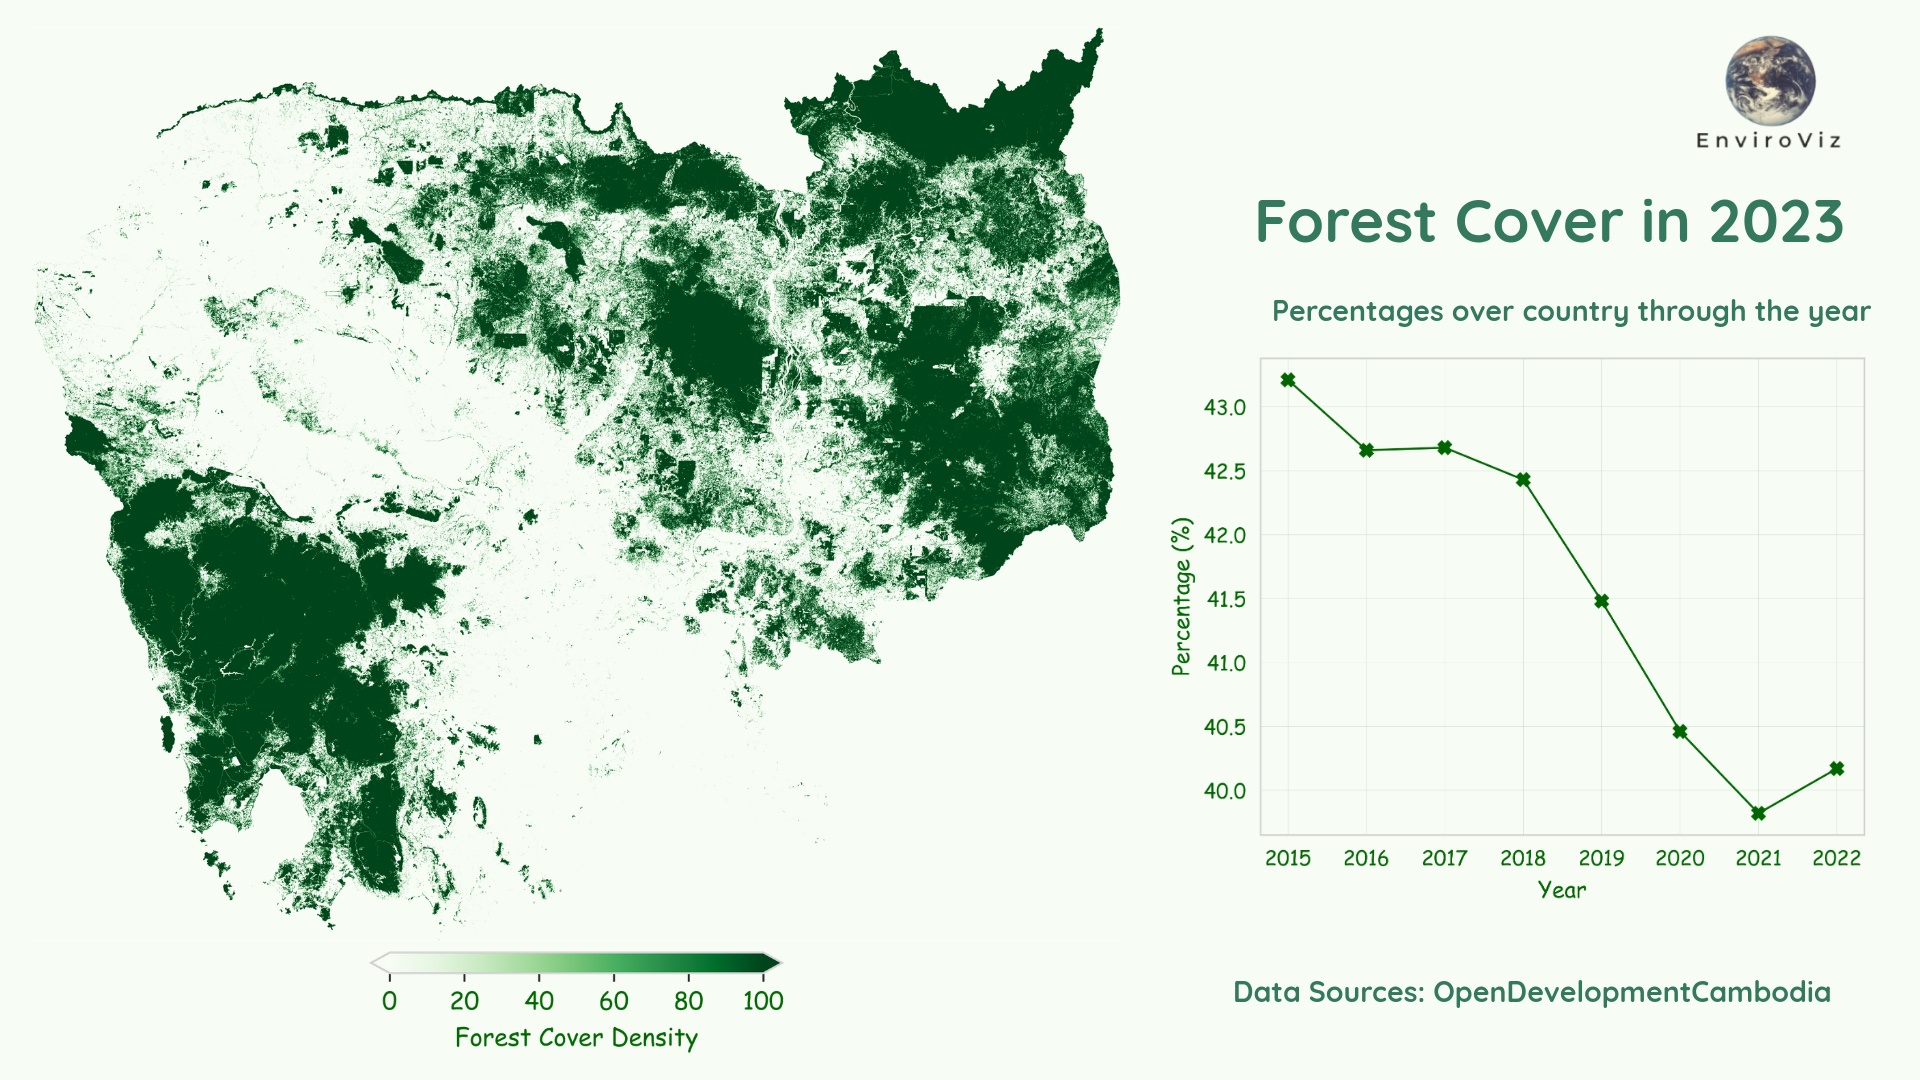 EnviroViz
Forest Cover in 2023
Percentages over country through the year
43.0
42.5
42.0
41.5
41.0
40.5
40.0
Percentage (%)
2015 2016 2017 2018 2019 2020 2021 2022
Year
0 20 40 60 80 100
Forest Cover Density
Data Sources: OpenDevelopmentCambodia